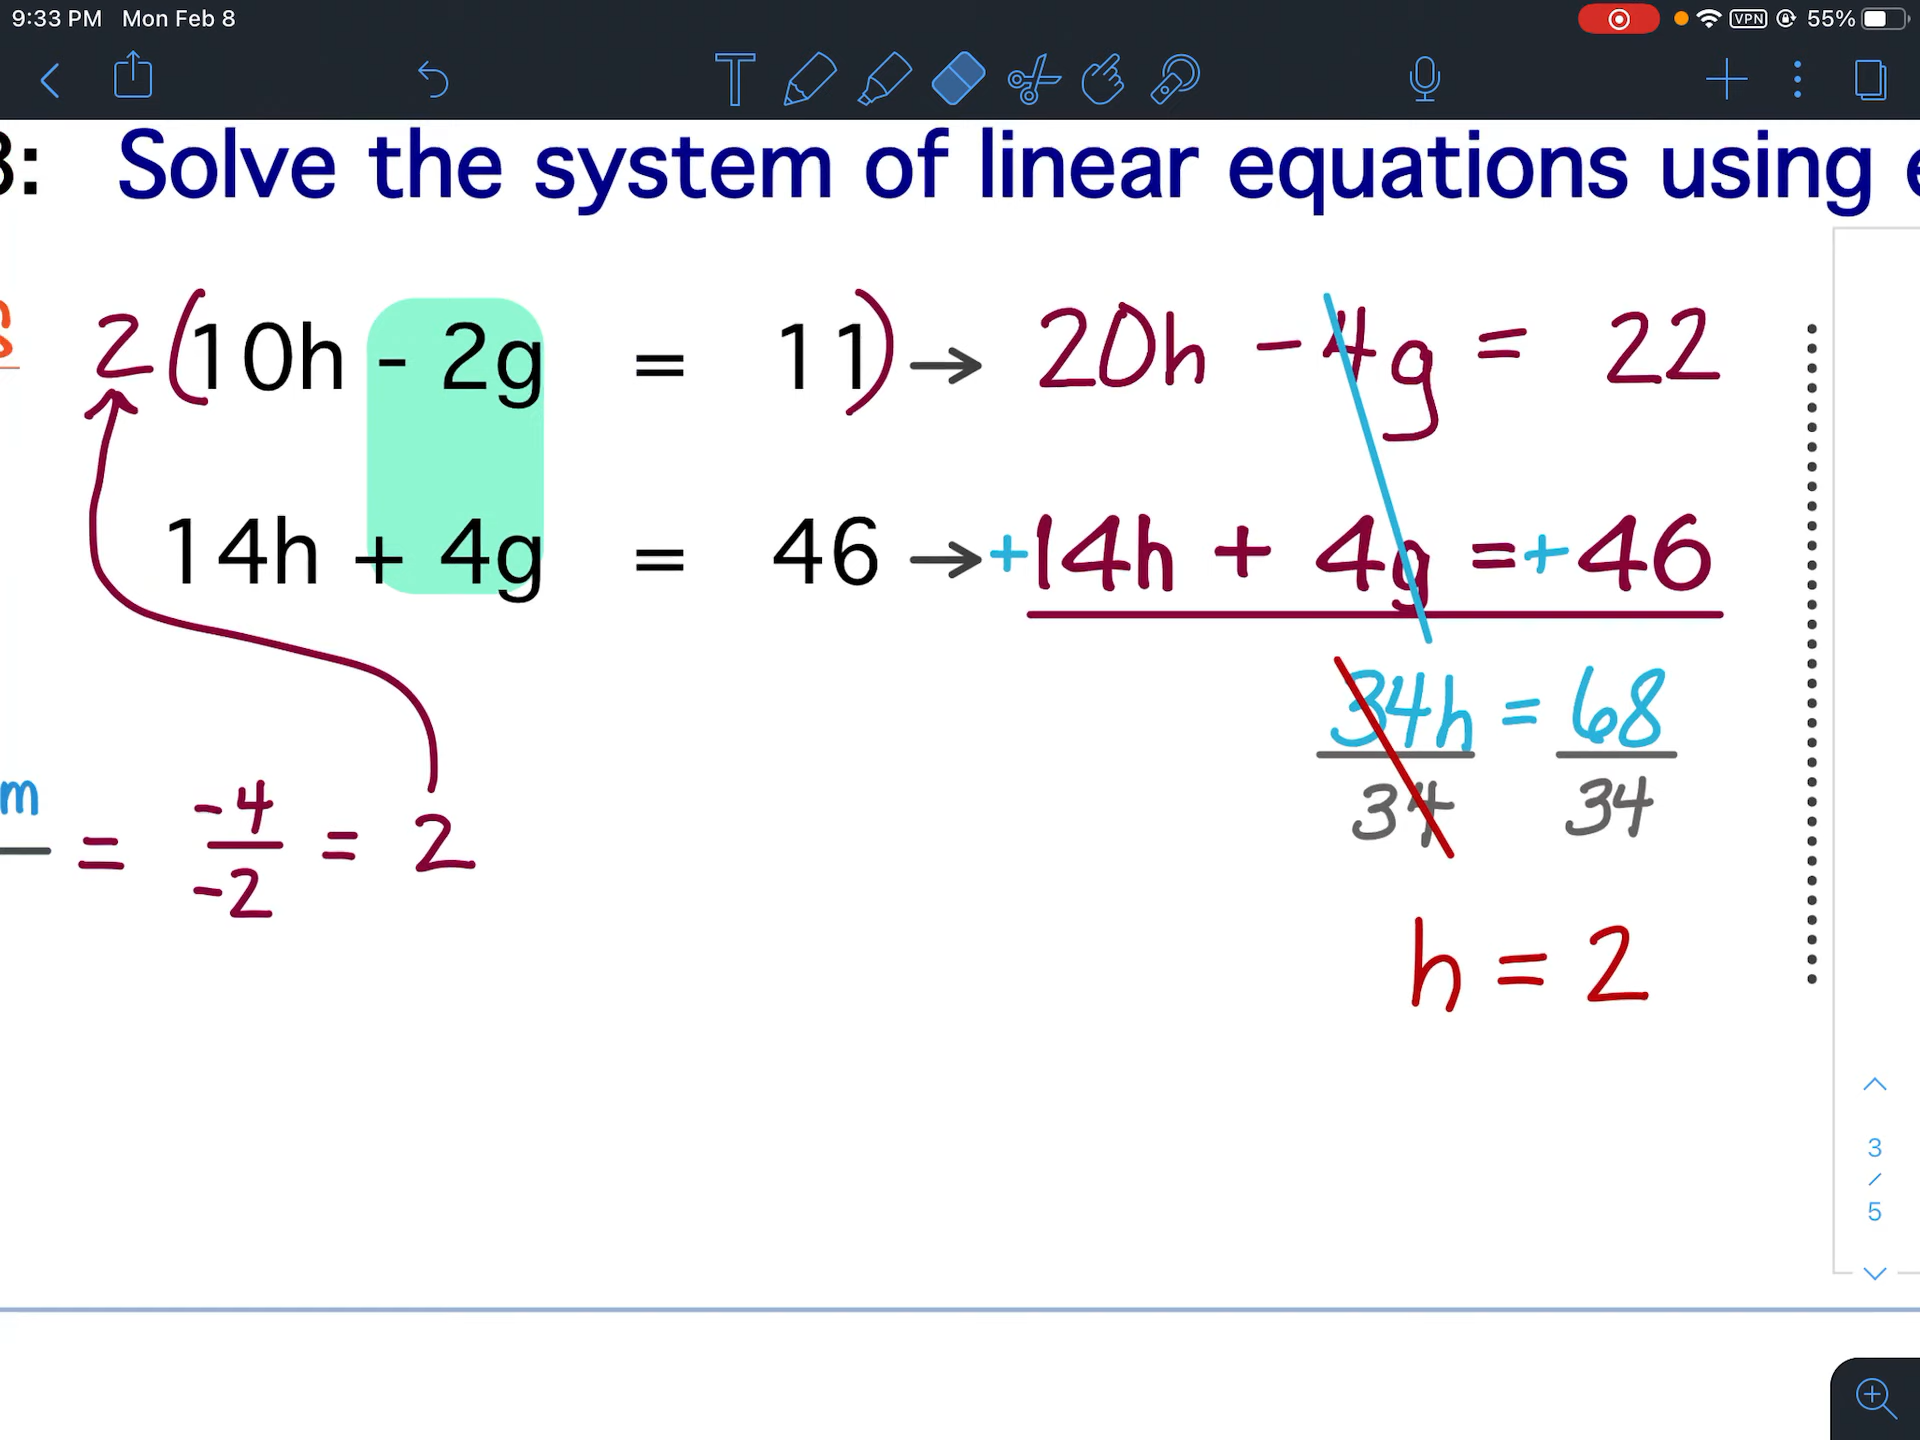 9:33 PM Mon Feb 8 VPN 55%
T
3: Solve the system of linear equations using e
2(10h - 2g = 11) → 20h - 4g = 22
14h + 4g = 46 → +14h + 4g = +46
34h = 68
34 34
m
= -4 = 2
-2
h = 2
3
/
5